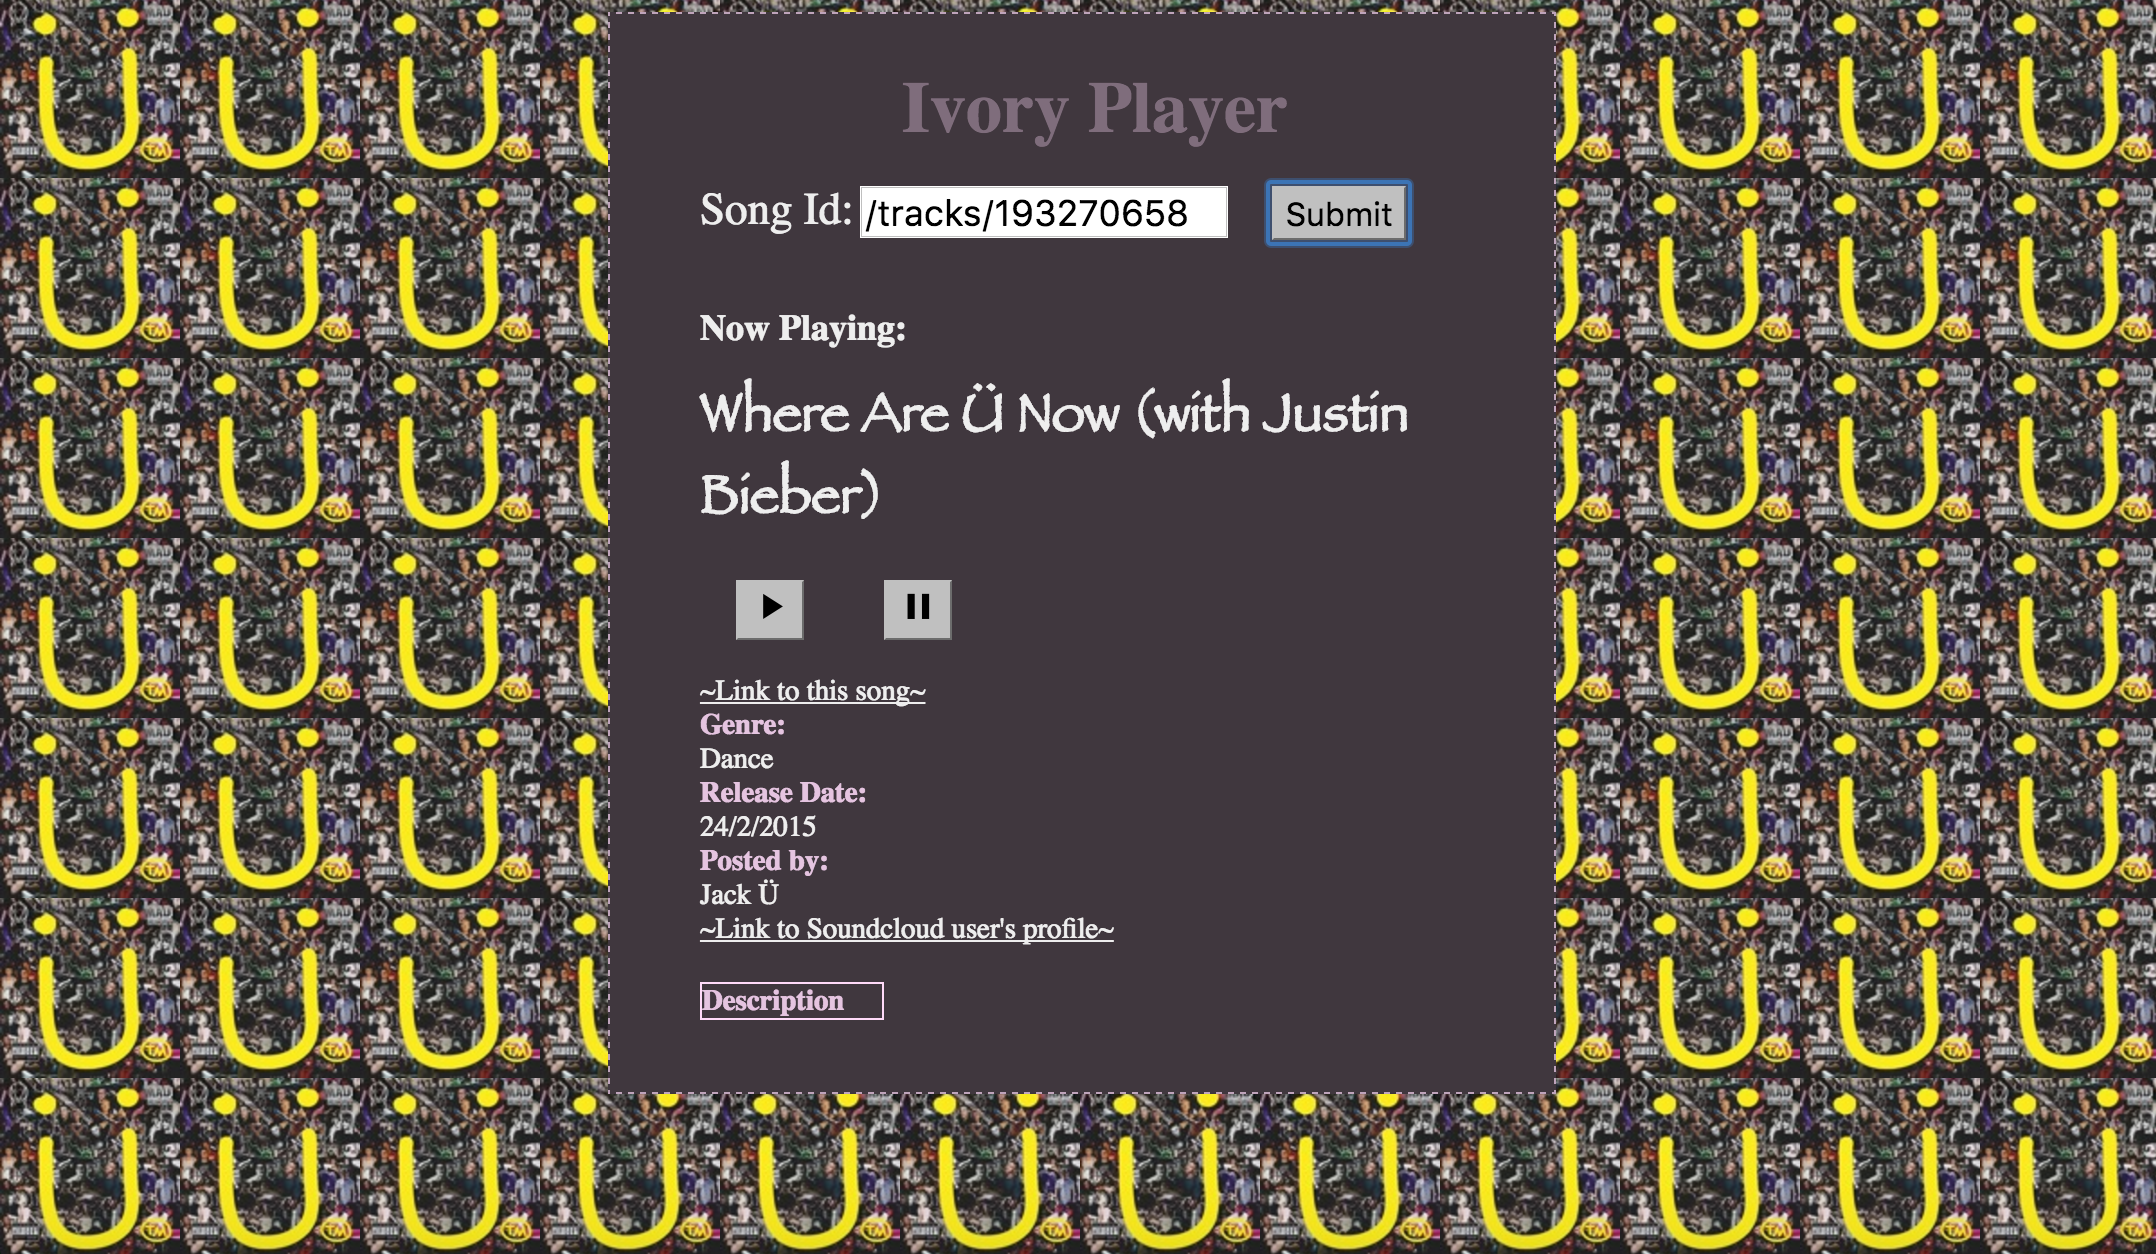 Ivory Player
Song Id: /tracks/193270658 Submit
Now Playing:
Where Are Ü Now (with Justin
Bieber)
~Link to this song~
Genre:
Dance
Release Date:
24/2/2015
Posted by:
Jack Ü
~Link to Soundcloud user's profile~
Description